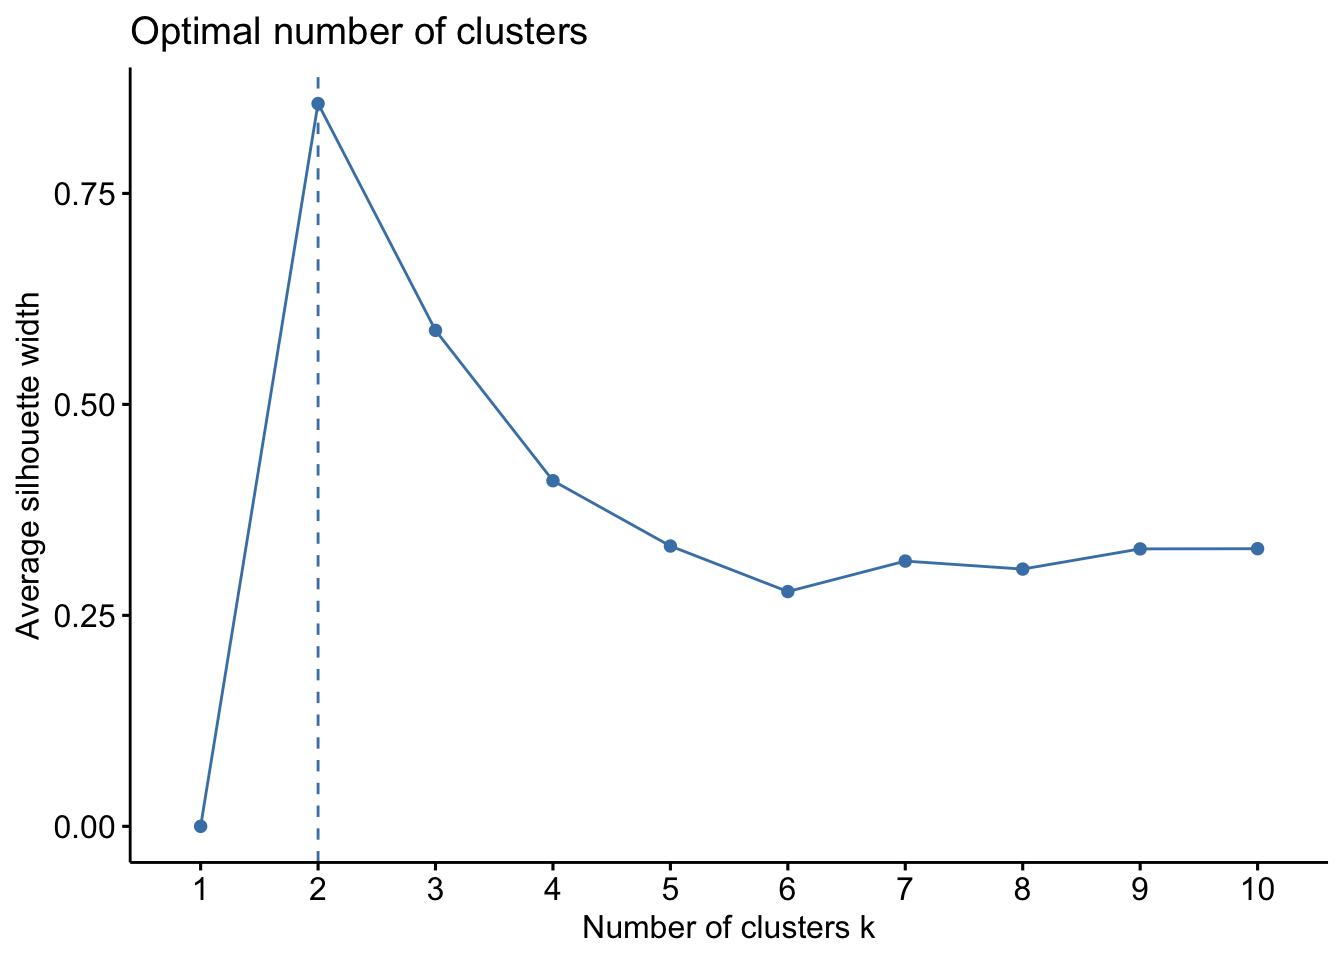 Optimal number of clusters
Average silhouette width
0.75
0.50
0.25
0.00
1 2 3 4 5 6 7 8 9 10
Number of clusters k